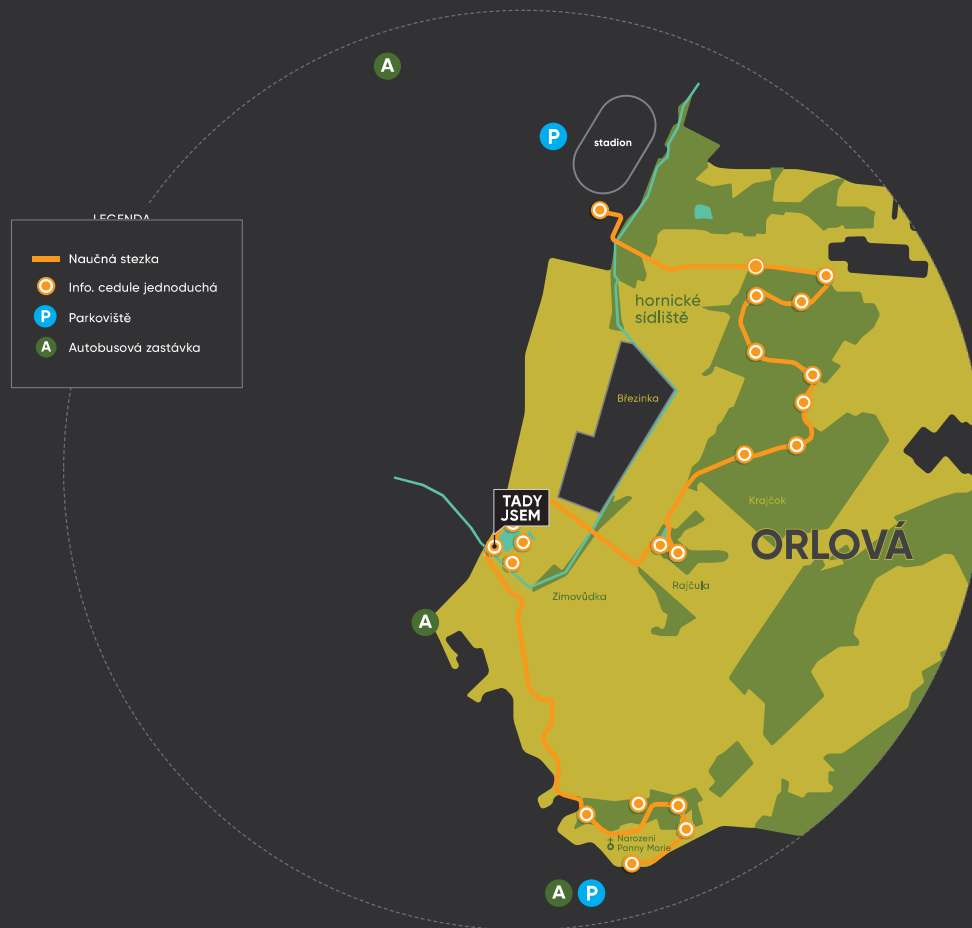 A
P
stadion
LEGENDA
Naučná stezka
Info. cedule jednoduchá
P
Parkoviště
A
Autobusová zastávka
hornické
sídliště
Březinka
TADY
JSEM
Krajčok
ORLOVÁ
Rajčula
Zimovůdka
A
Narození
Panny Marie
A
P